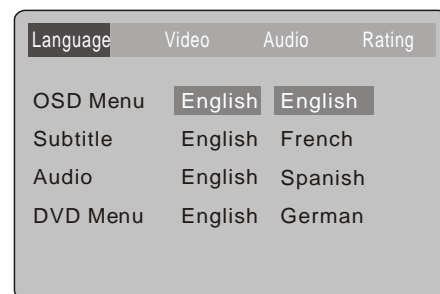 Language Video Audio Rating
OSD Menu English English
Subtitle English French
Audio English Spanish
DVD Menu English German